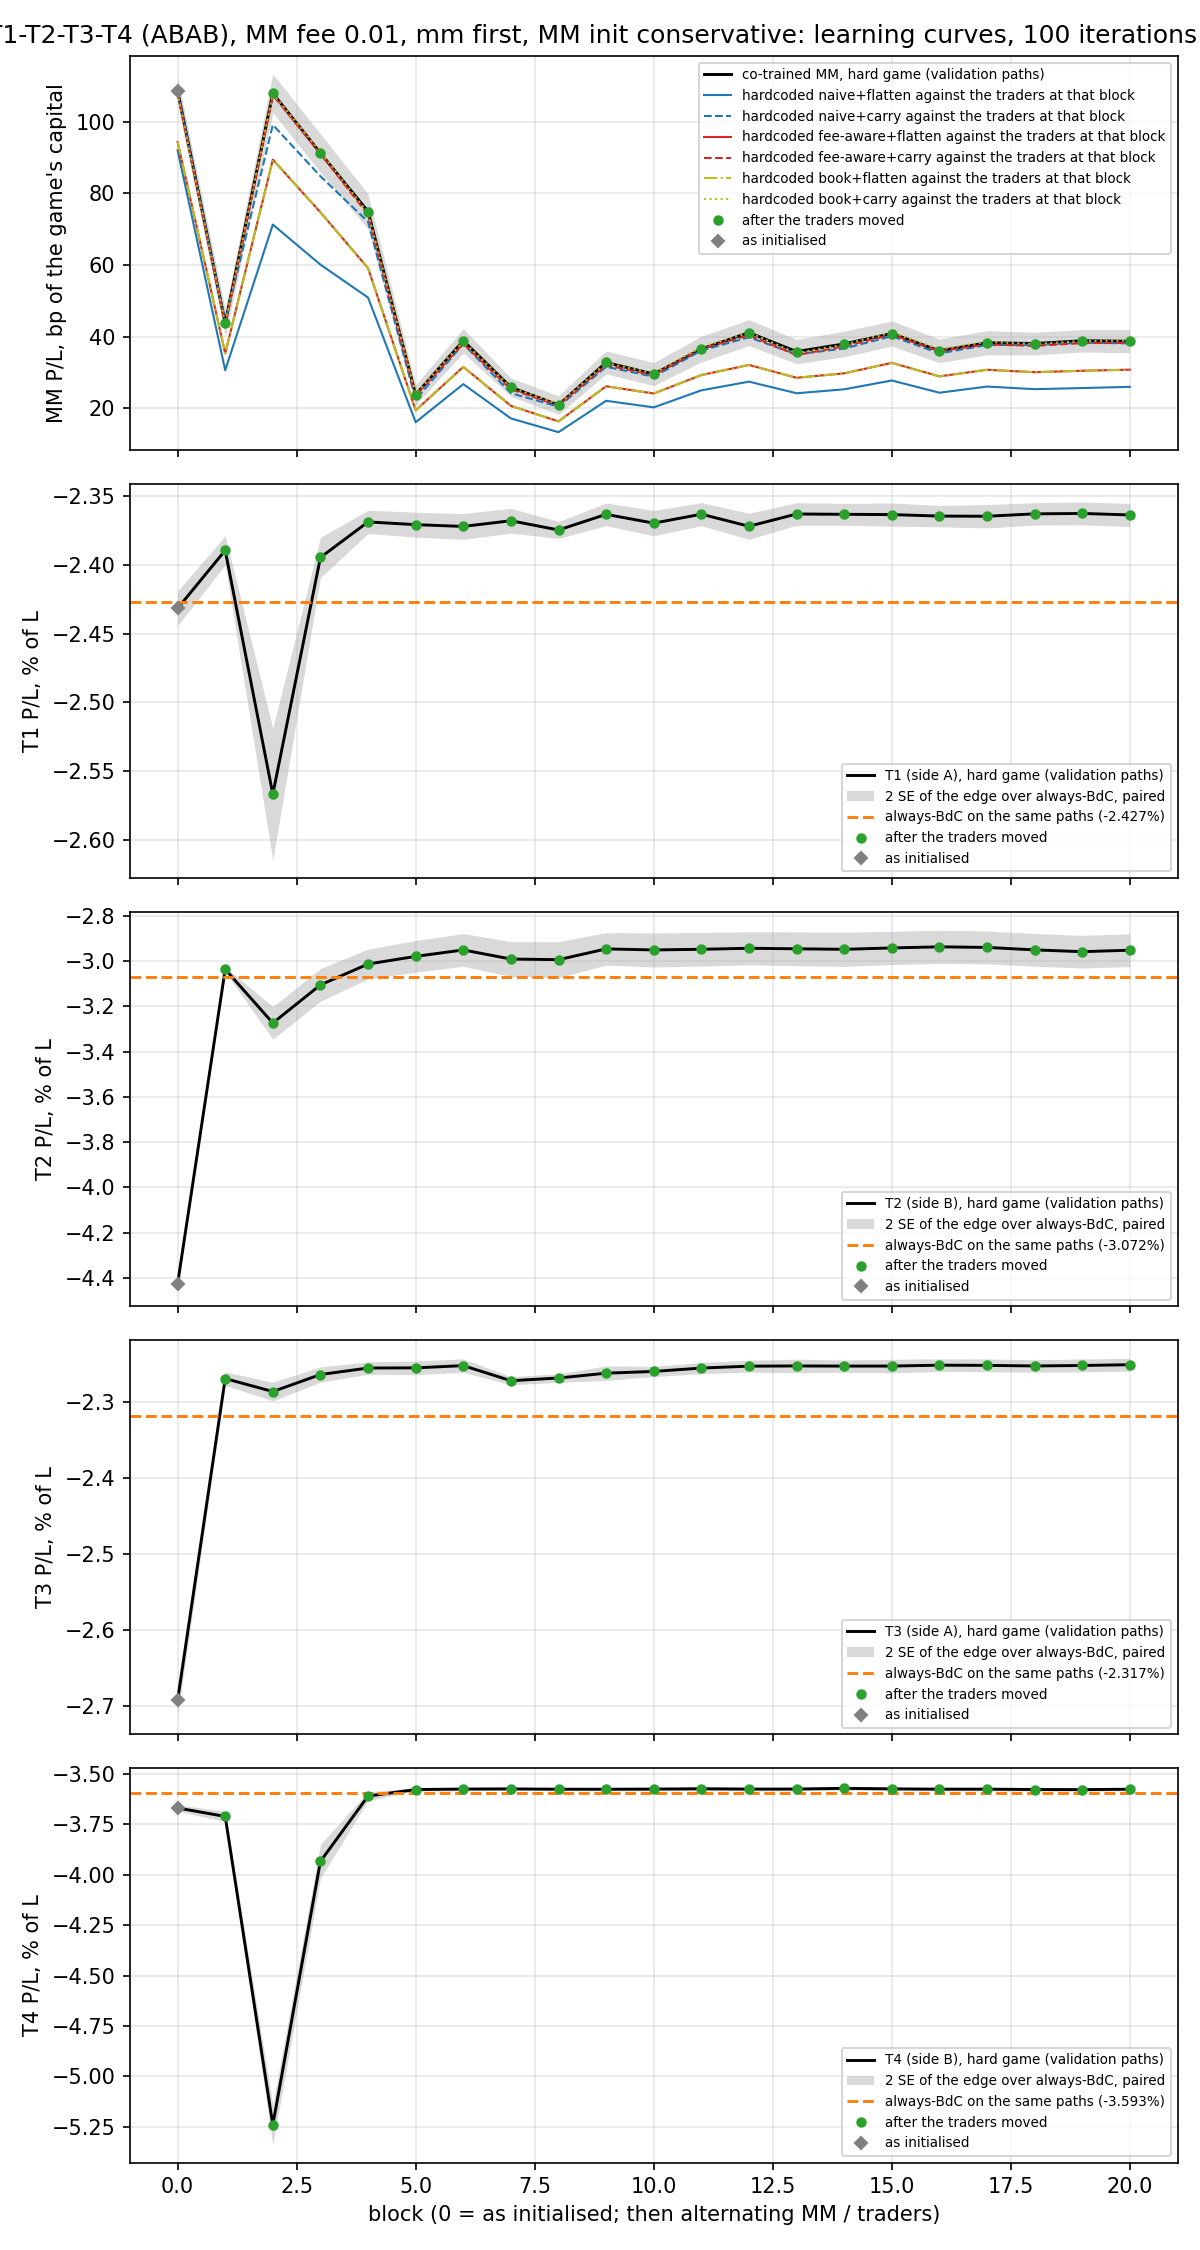 1-T2-T3-T4 (ABAB), MM fee 0.01, mm first, MM init conservative: learning curves, 100 iterations
MM P/L, bp of the game's capital
100
80
60
40
20
co-trained MM, hard game (validation paths)
hardcoded naive+flatten against the traders at that block
hardcoded naive+carry against the traders at that block
hardcoded fee-aware+flatten against the traders at that block
hardcoded fee-aware+carry against the traders at that block
hardcoded book+flatten against the traders at that block
hardcoded book+carry against the traders at that block
after the traders moved
as initialised
T1 P/L, % of L
−2.35
−2.40
−2.45
−2.50
−2.55
−2.60
T1 (side A), hard game (validation paths)
2 SE of the edge over always-BdC, paired
always-BdC on the same paths (-2.427%)
after the traders moved
as initialised
T2 P/L, % of L
−2.8
−3.0
−3.2
−3.4
−3.6
−3.8
−4.0
−4.2
−4.4
T2 (side B), hard game (validation paths)
2 SE of the edge over always-BdC, paired
always-BdC on the same paths (-3.072%)
after the traders moved
as initialised
T3 P/L, % of L
−2.3
−2.4
−2.5
−2.6
−2.7
T3 (side A), hard game (validation paths)
2 SE of the edge over always-BdC, paired
always-BdC on the same paths (-2.317%)
after the traders moved
as initialised
T4 P/L, % of L
−3.50
−3.75
−4.00
−4.25
−4.50
−4.75
−5.00
−5.25
T4 (side B), hard game (validation paths)
2 SE of the edge over always-BdC, paired
always-BdC on the same paths (-3.593%)
after the traders moved
as initialised
0.0 2.5 5.0 7.5 10.0 12.5 15.0 17.5 20.0
block (0 = as initialised; then alternating MM / traders)